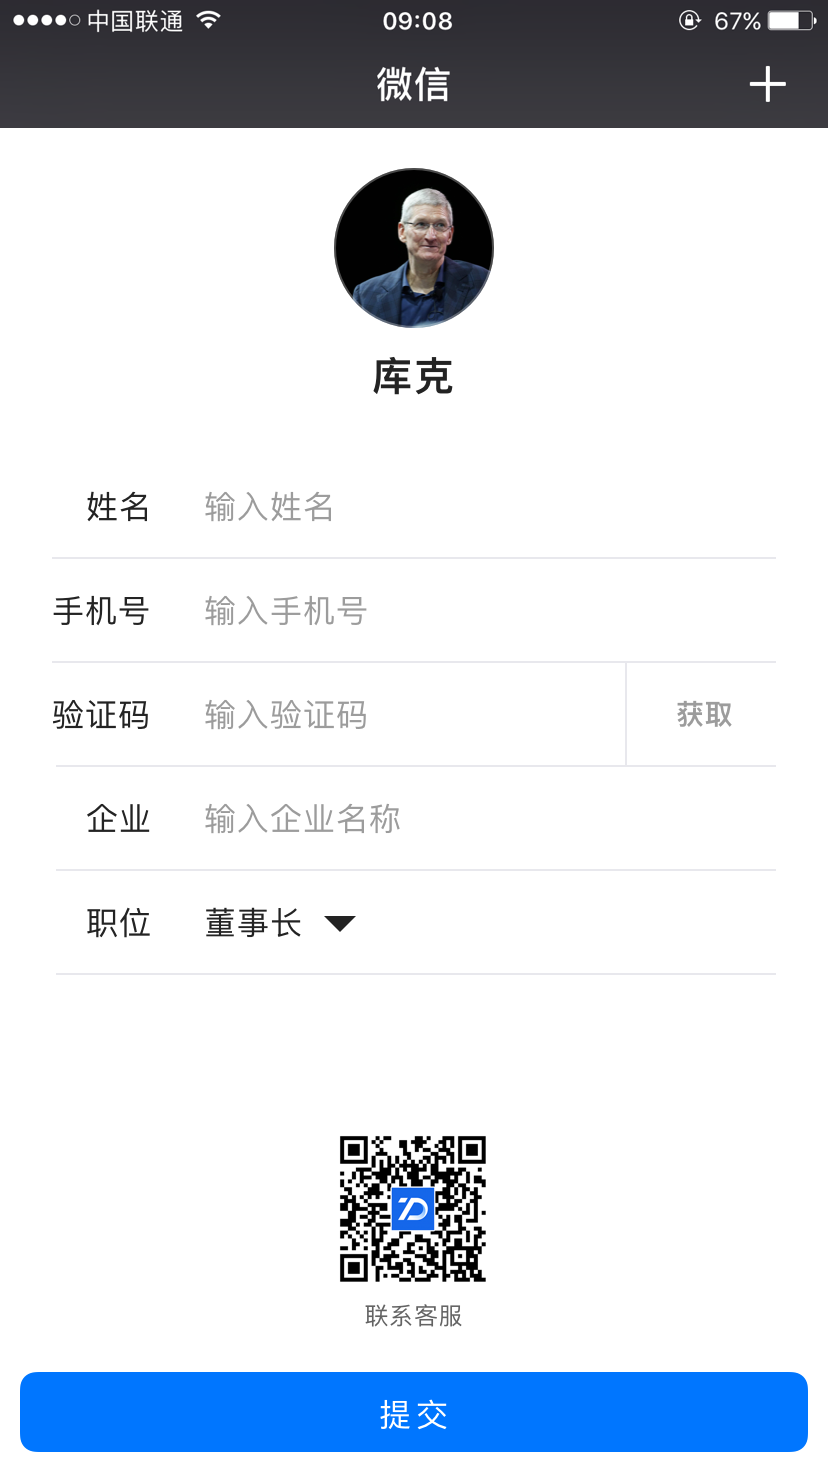 中国联通 09:08 67%
微信
库克
姓名 输入姓名
手机号 输入手机号
验证码 输入验证码 获取
企业 输入企业名称
职位 董事长
联系客服
提交